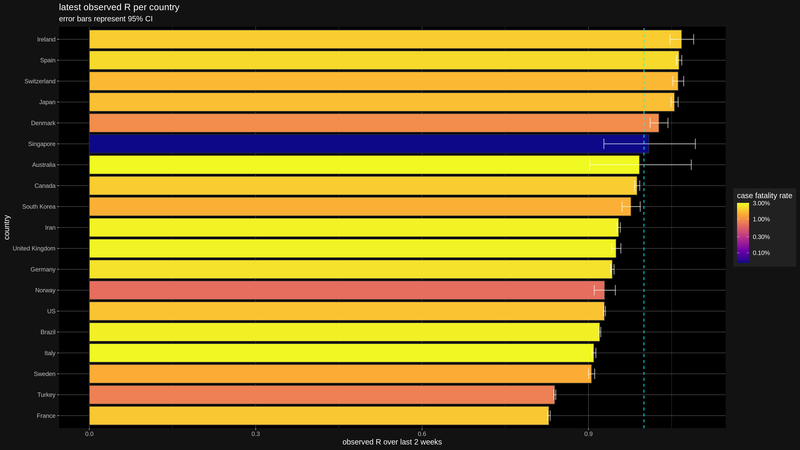 latest observed R per country
error bars represent 95% CI
country
Ireland
Spain
Switzerland
Japan
Denmark
Singapore
Australia
Canada
South Korea
Iran
United Kingdom
Germany
Norway
US
Brazil
Italy
Sweden
Turkey
France
0.0 0.3 0.6 0.9
observed R over last 2 weeks
case fatality rate
3.00%
1.00%
0.30%
0.10%